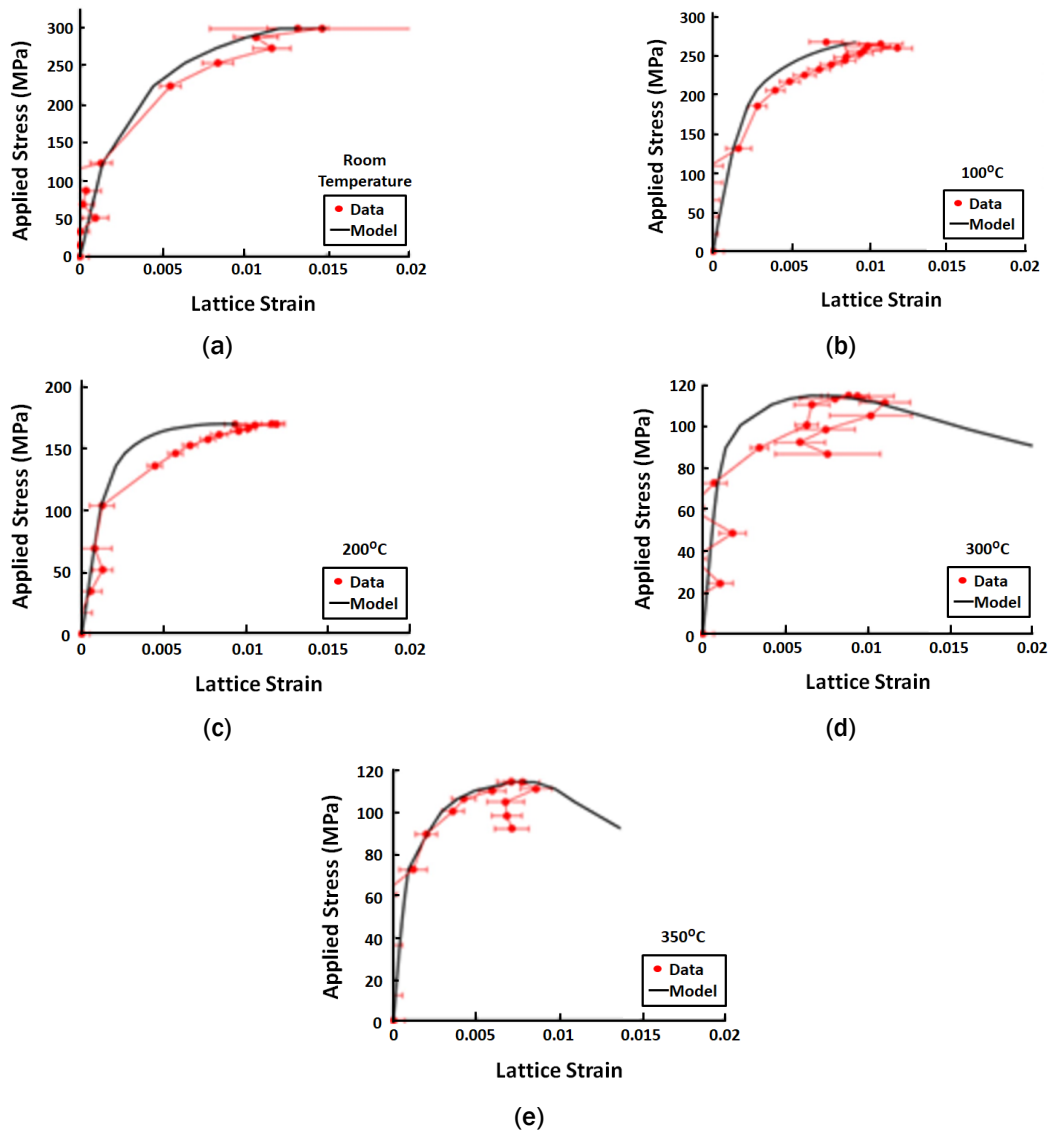 300
250
200
150
100
50
0
Applied Stress (MPa)
Room
Temperature
Data
Model
0 0.005 0.01 0.015 0.02
Lattice Strain
(a)
300
250
200
150
100
50
0
Applied Stress (MPa)
100°C
Data
Model
0 0.005 0.01 0.015 0.02
Lattice Strain
(b)
200
150
100
50
0
Applied Stress (MPa)
200°C
Data
Model
0 0.005 0.01 0.015 0.02
Lattice Strain
(c)
120
100
80
60
40
20
0
Applied Stress (MPa)
300°C
Data
Model
0 0.005 0.01 0.015 0.02
Lattice Strain
(d)
120
100
80
60
40
20
0
Applied Stress (MPa)
350°C
Data
Model
0 0.005 0.01 0.015 0.02
Lattice Strain
(e)